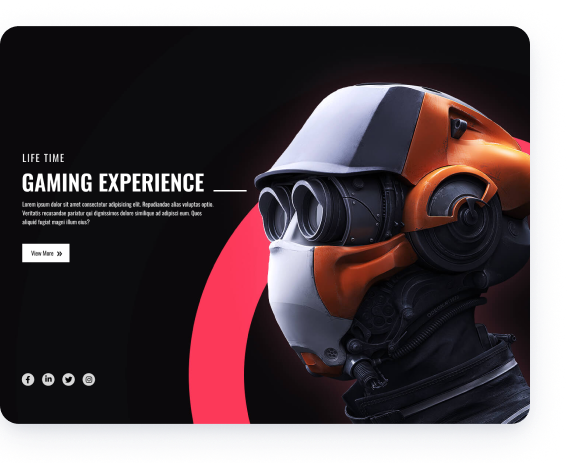 LIFE TIME
GAMING EXPERIENCE
Lorem ipsum dolor sit amet consectetur adipisicing elit. Repudiandae alias voluptas optio.
Veritatis recusandae pariatur qui dignissimos dolore similique ad adipisci eum. Quos
aliquid fugiat magni illum eius?
View More »